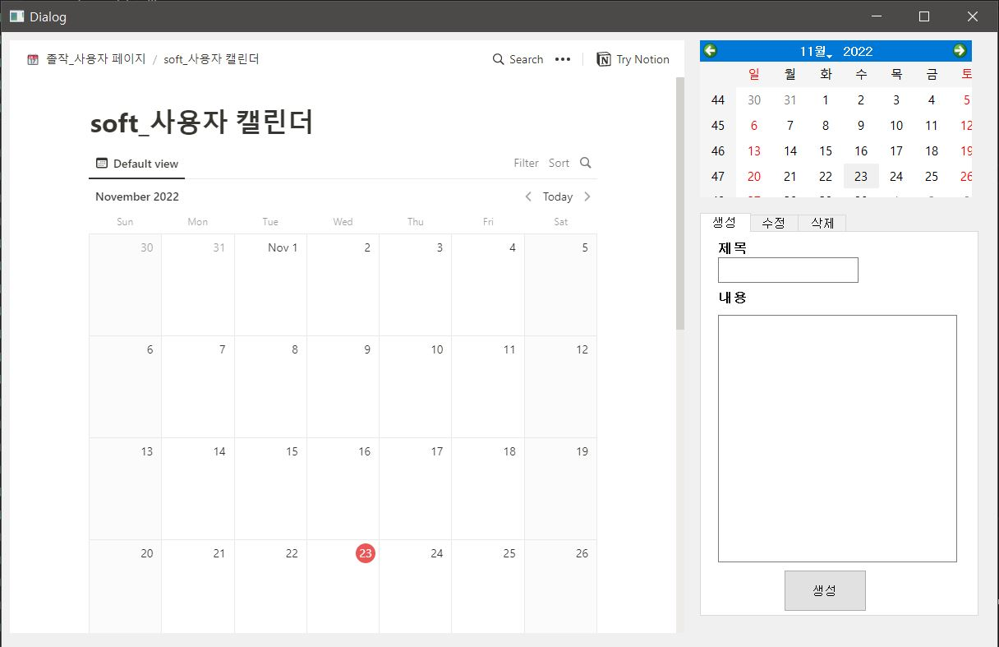 Dialog
졸작_사용자 페이지 / soft_사용자 캘린더
Search ••• Try Notion
soft_사용자 캘린더
Default view
Filter Sort
November 2022
Today
Sun Mon Tue Wed Thu Fri Sat
30 31 Nov 1 2 3 4 5
6 7 8 9 10 11 12
13 14 15 16 17 18 19
20 21 22 23 24 25 26
11월 2022
일 월 화 수 목 금 토
44 30 31 1 2 3 4 5
45 6 7 8 9 10 11 12
46 13 14 15 16 17 18 19
47 20 21 22 23 24 25 26
생성 수정 삭제
제목
내용
생성